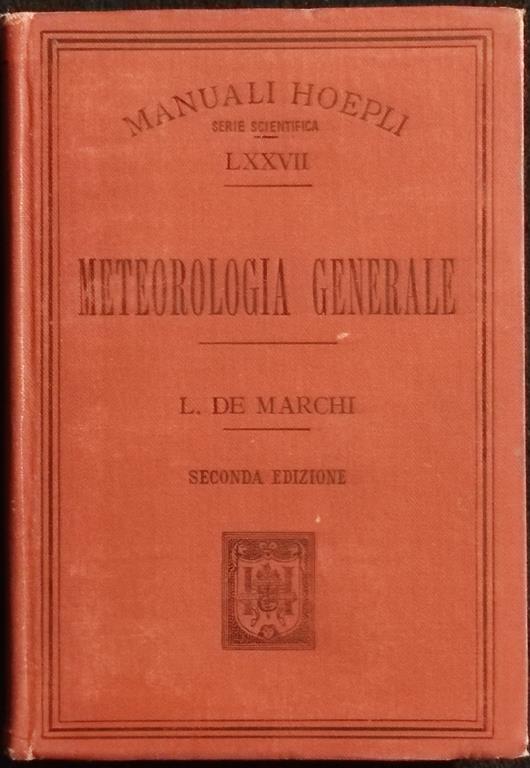 MANUALI HOEPLI
SERIE SCIENTIFICA
LXXVII
METEOROLOGIA GENERALE
L. DE MARCHI
SECONDA EDIZIONE